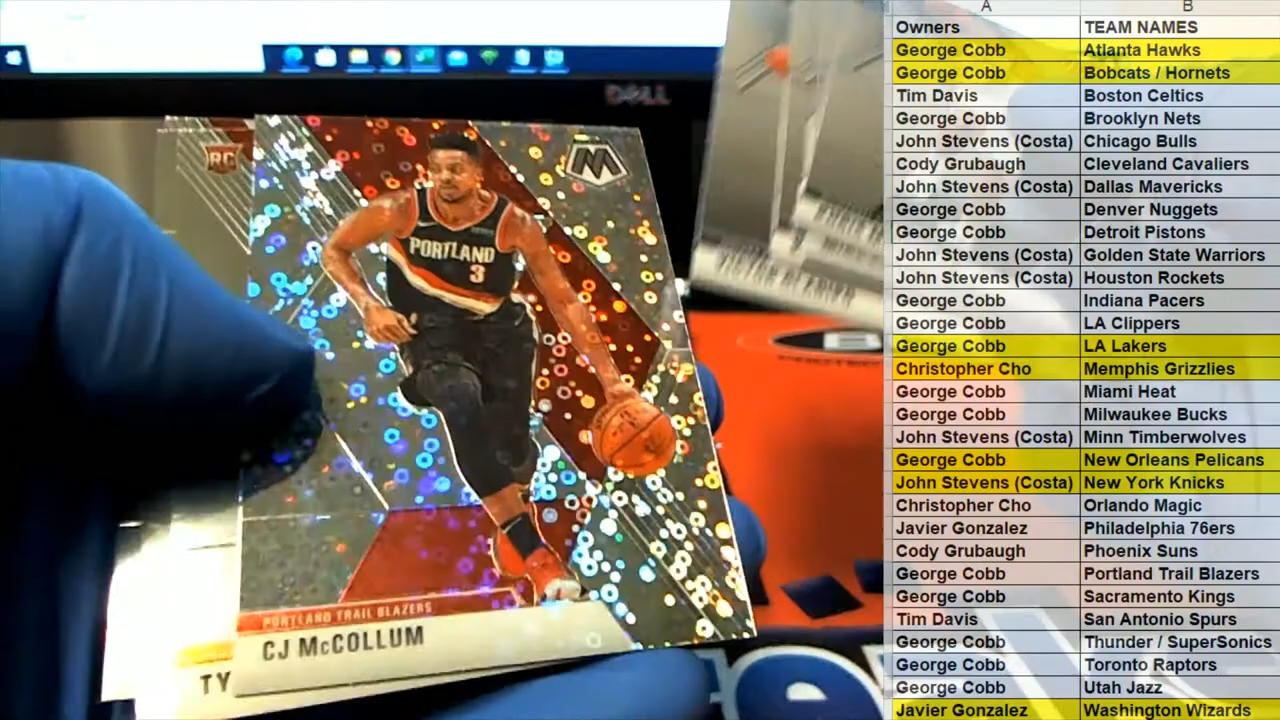 A B
Owners TEAM NAMES
George Cobb Atlanta Hawks
George Cobb Bobcats / Hornets
Tim Davis Boston Celtics
George Cobb Brooklyn Nets
John Stevens (Costa) Chicago Bulls
Cody Grubaugh Cleveland Cavaliers
John Stevens (Costa) Dallas Mavericks
George Cobb Denver Nuggets
George Cobb Detroit Pistons
John Stevens (Costa) Golden State Warriors
John Stevens (Costa) Houston Rockets
George Cobb Indiana Pacers
George Cobb LA Clippers
George Cobb LA Lakers
Christopher Cho Memphis Grizzlies
George Cobb Miami Heat
George Cobb Milwaukee Bucks
John Stevens (Costa) Minn Timberwolves
George Cobb New Orleans Pelicans
John Stevens (Costa) New York Knicks
Christopher Cho Orlando Magic
Javier Gonzalez Philadelphia 76ers
Cody Grubaugh Phoenix Suns
George Cobb Portland Trail Blazers
George Cobb Sacramento Kings
Tim Davis San Antonio Spurs
George Cobb Thunder / SuperSonics
George Cobb Toronto Raptors
George Cobb Utah Jazz
Javier Gonzalez Washington Wizards
DELL
RC
M
PORTLAND
3
PORTLAND TRAIL BLAZERS
CJ McCOLLUM
TY